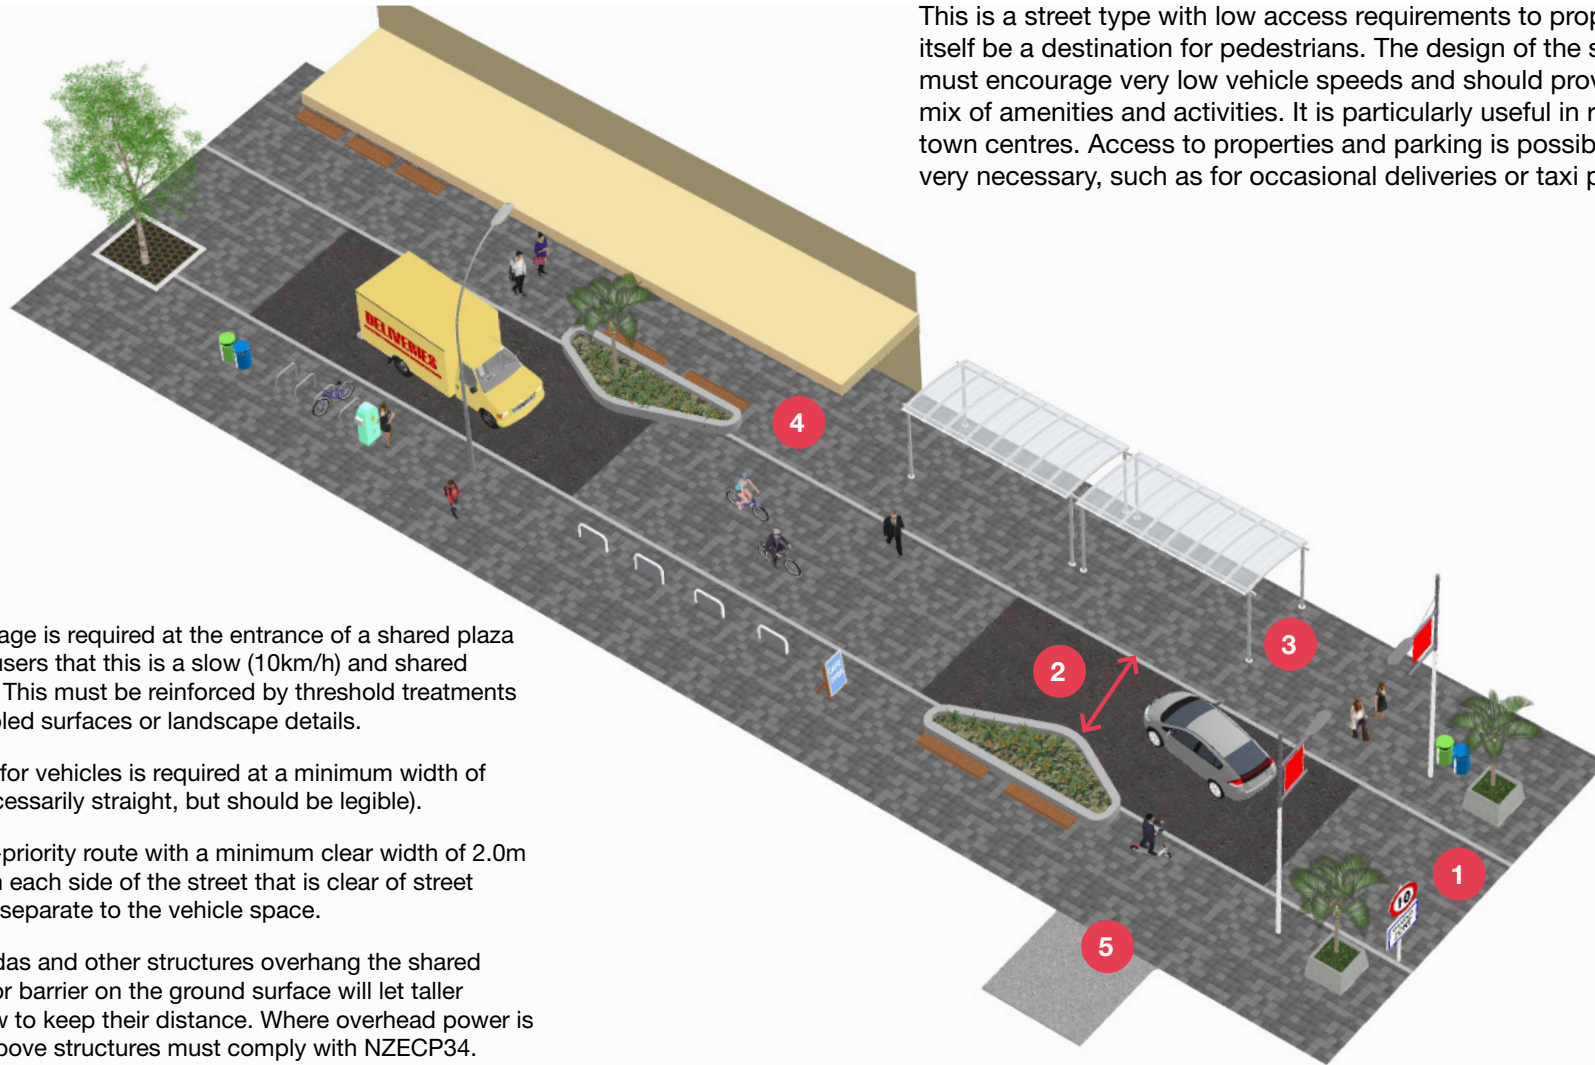 This is a street type with low access requirements to prop
itself be a destination for pedestrians. The design of the s
must encourage very low vehicle speeds and should prov
mix of amenities and activities. It is particularly useful in r
town centres. Access to properties and parking is possib
very necessary, such as for occasional deliveries or taxi p
DELIVERIES
4
3
2
1
10
SHARED
ZONE
5
CAFE
OPEN
age is required at the entrance of a shared plaza
users that this is a slow (10km/h) and shared
. This must be reinforced by threshold treatments
bled surfaces or landscape details.
for vehicles is required at a minimum width of
cessarily straight, but should be legible).
-priority route with a minimum clear width of 2.0m
n each side of the street that is clear of street
separate to the vehicle space.
das and other structures overhang the shared
or barrier on the ground surface will let taller
w to keep their distance. Where overhead power is
bove structures must comply with NZECP34.